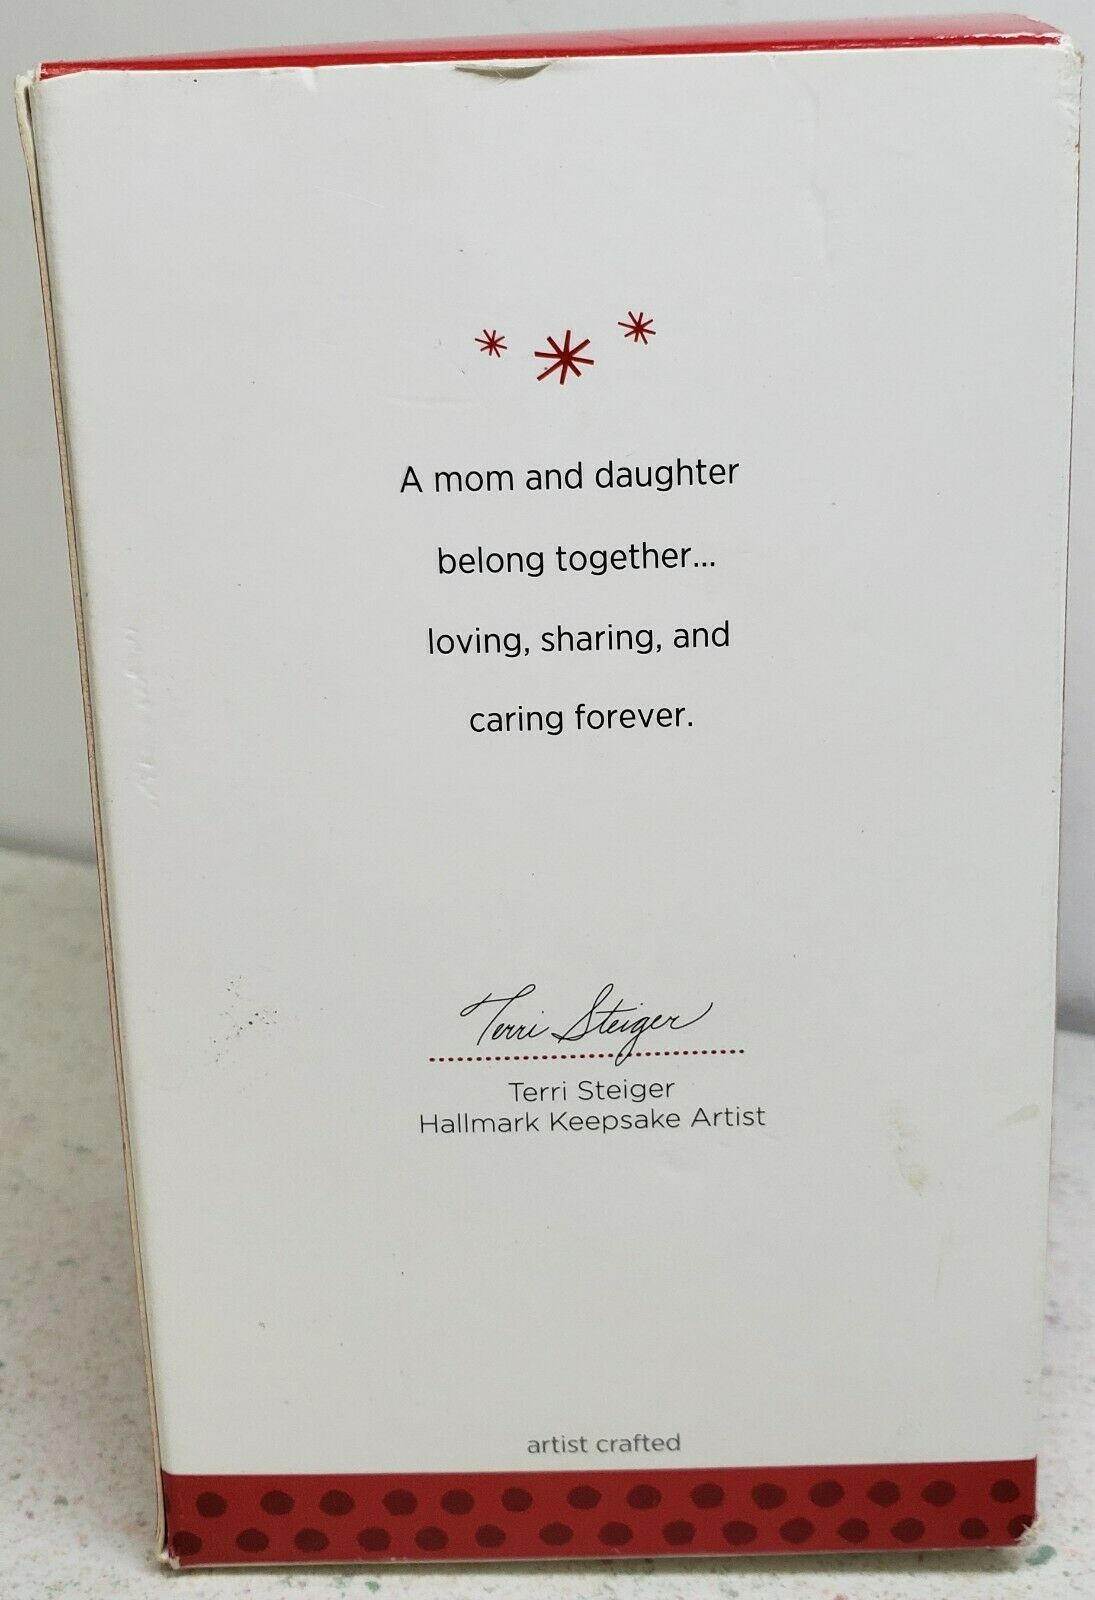 A mom and daughter
belong together...
loving, sharing, and
caring forever.
Terri Steiger
Terri Steiger
Hallmark Keepsake Artist
artist crafted